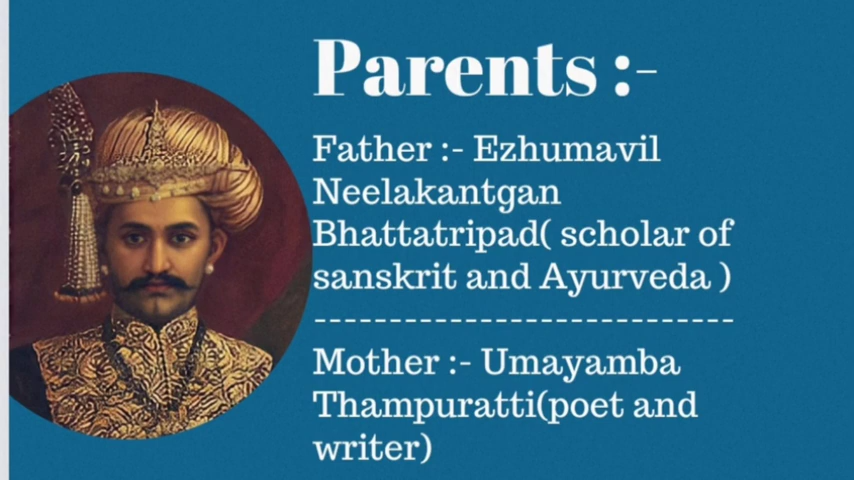 Parents :-
Father :- Ezhumavil
Neelakantgan
Bhattatripad( scholar of
sanskrit and Ayurveda )
----------------------------
Mother :- Umayamba
Thampuratti(poet and
writer)